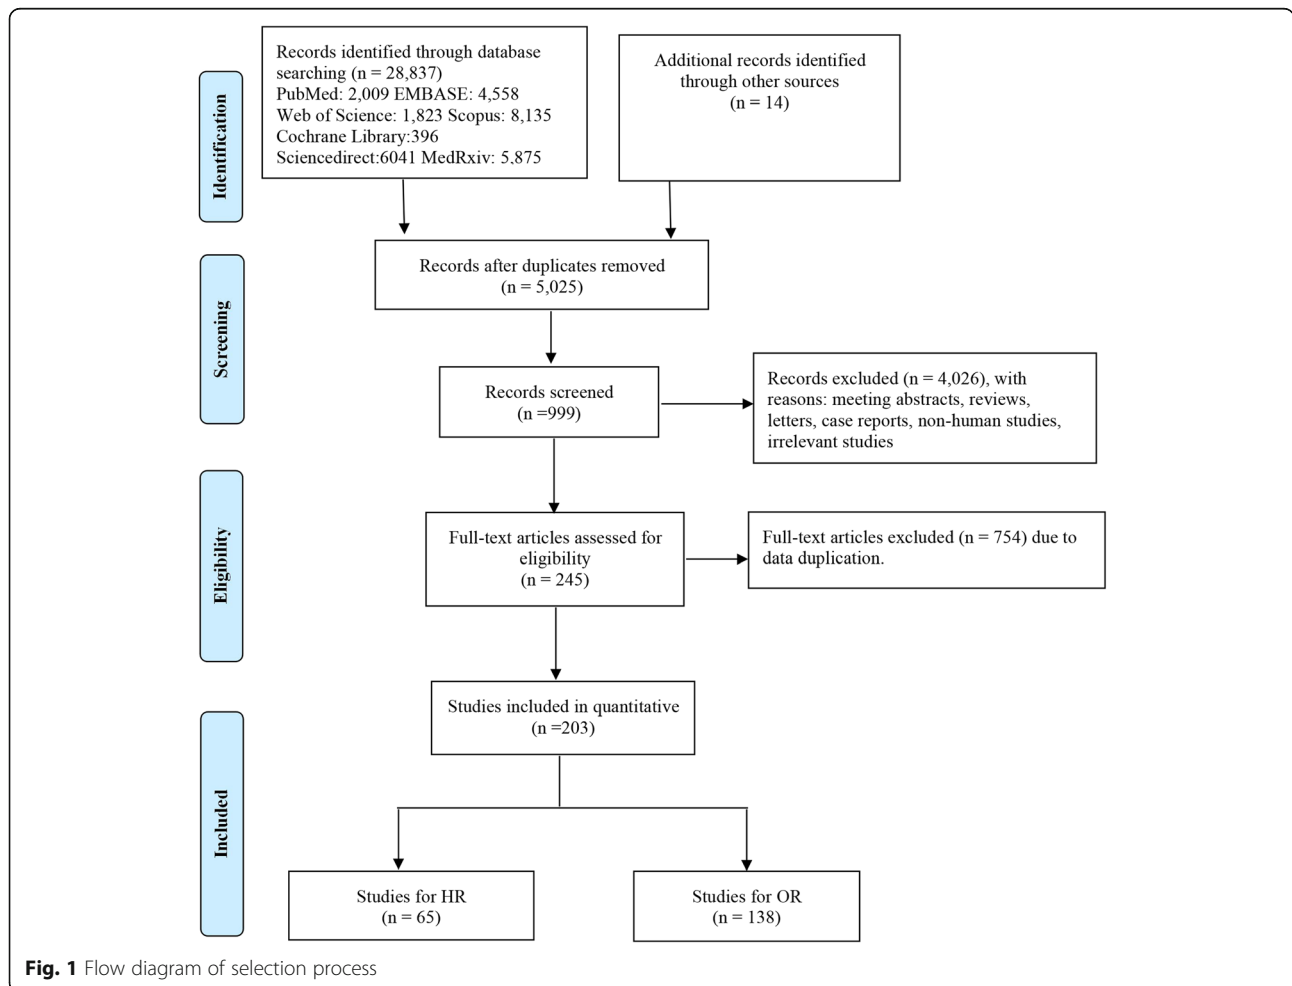 Records identified through database
searching (n = 28,837)
PubMed: 2,009 EMBASE: 4,558
Web of Science: 1,823 Scopus: 8,135
Cochrane Library:396
Sciencedirect:6041 MedRxiv: 5,875
Additional records identified
through other sources
(n = 14)
Identification
Records after duplicates removed
(n = 5,025)
Screening
Records screened
(n =999)
Records excluded (n = 4,026), with
reasons: meeting abstracts, reviews,
letters, case reports, non-human studies,
irrelevant studies
Eligibility
Full-text articles assessed for
eligibility
(n = 245)
Full-text articles excluded (n = 754) due to
data duplication.
Studies included in quantitative
(n =203)
Included
Studies for HR
(n = 65)
Studies for OR
(n = 138)
Fig. 1 Flow diagram of selection process